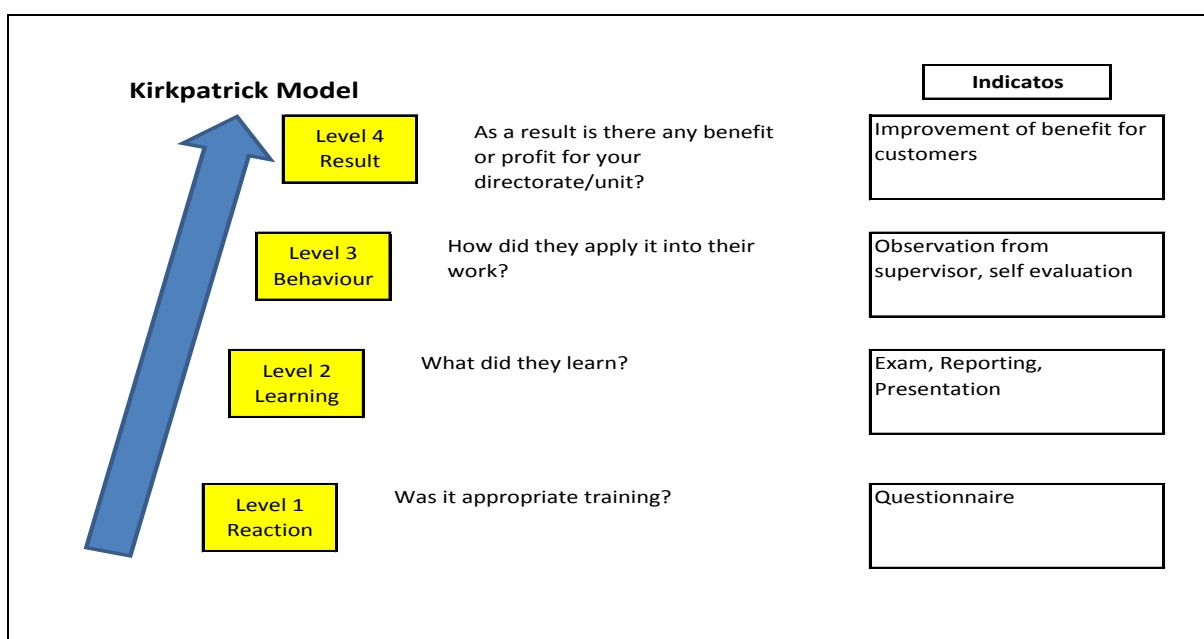 Kirkpatrick Model
Indicatos
Level 4
Result
As a result is there any benefit
or profit for your
directorate/unit?
Improvement of benefit for
customers
Level 3
Behaviour
How did they apply it into their
work?
Observation from
supervisor, self evaluation
Level 2
Learning
What did they learn?
Exam, Reporting,
Presentation
Level 1
Reaction
Was it appropriate training?
Questionnaire